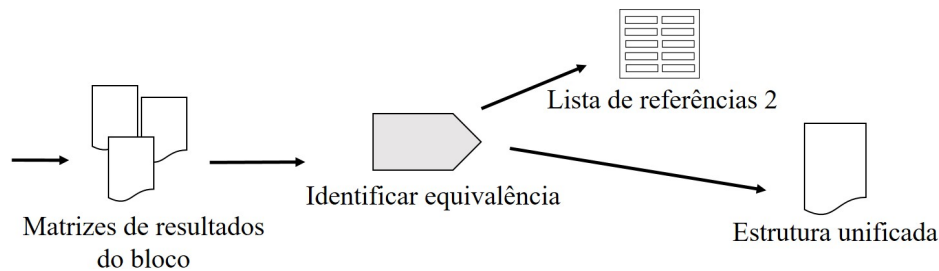 Lista de referências 2
Identificar equivalência
Matrizes de resultados
do bloco
Estrutura unificada